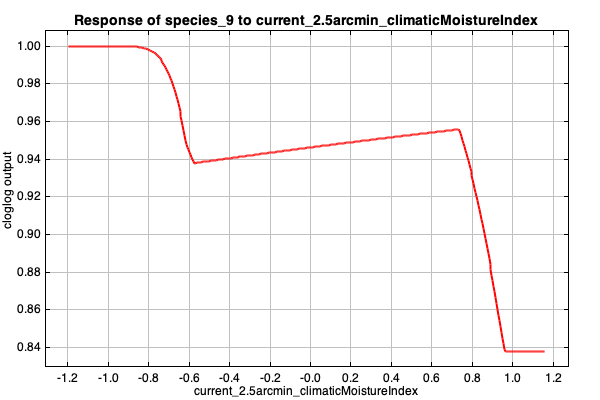 Response of species_9 to current_2.5arcmin_climaticMoistureIndex
1.00
0.98
0.96
0.94
0.92
0.90
0.88
0.86
0.84
cloglog output
-1.2 -1.0 -0.8 -0.6 -0.4 -0.2 -0.0 0.2 0.4 0.6 0.8 1.0 1.2
current_2.5arcmin_climaticMoistureIndex